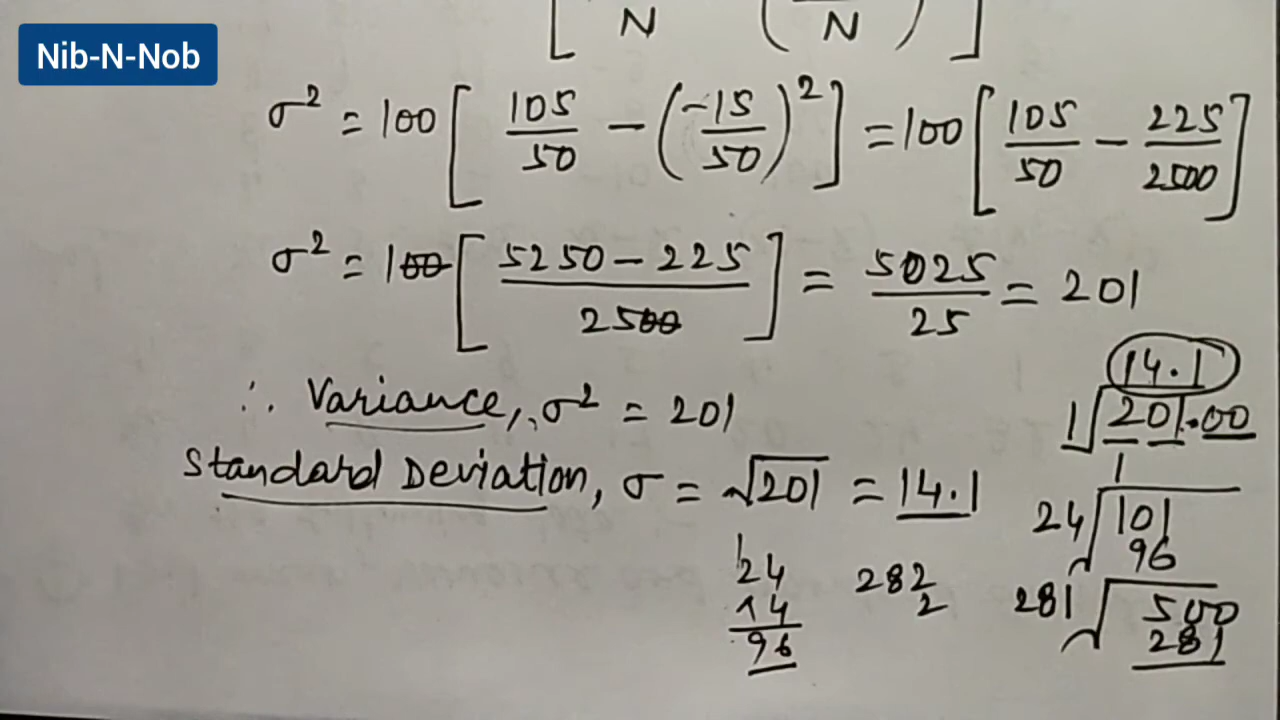 Nib-N-Nob
[ N ( N ) ]
σ² = 100 [ 105/50 − (−15/50)² ] = 100 [ 105/50 − 225/2500 ]
σ² = 100 [ 5250 − 225 / 2500 ] = 5025/25 = 201
∴ Variance, σ² = 201
Standard Deviation, σ = √201 = 14.1
24
14
96
282
2
14.1
1 √201.00
1
24 √101
96
281 √500
281